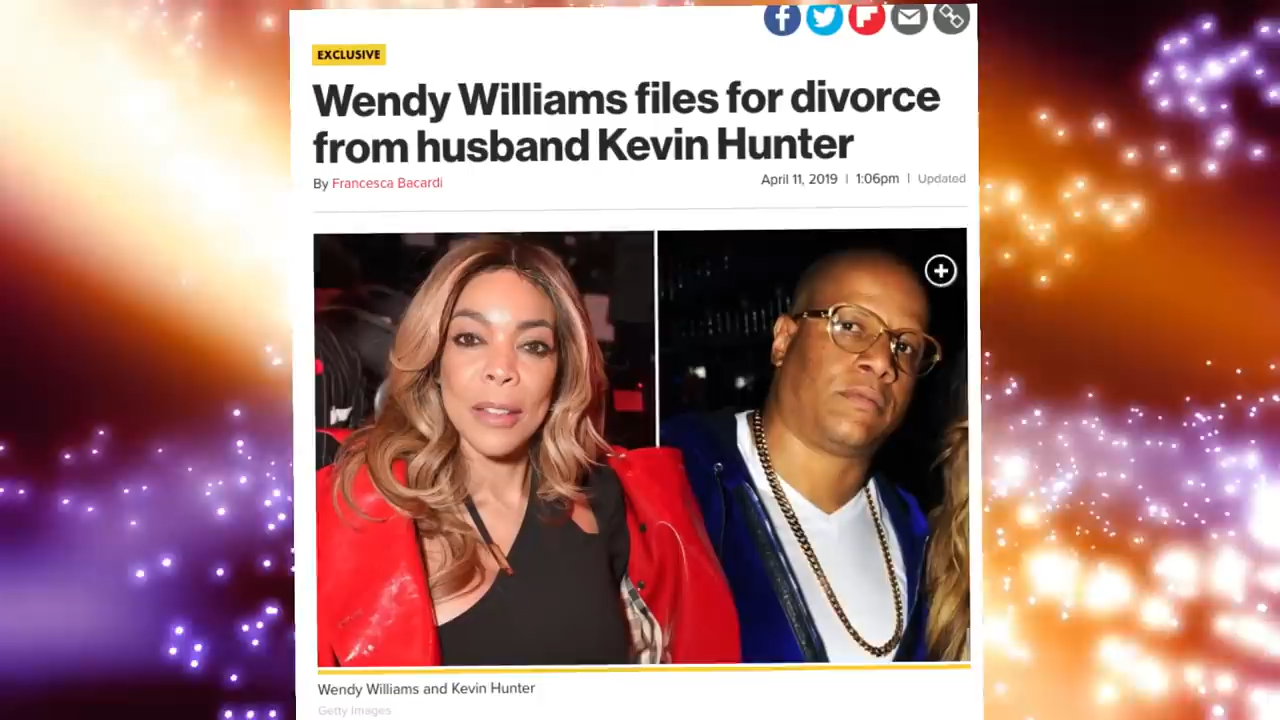 EXCLUSIVE
Wendy Williams files for divorce
from husband Kevin Hunter
By Francesca Bacardi April 11, 2019 | 1:06pm | Updated
Wendy Williams and Kevin Hunter
Getty Images